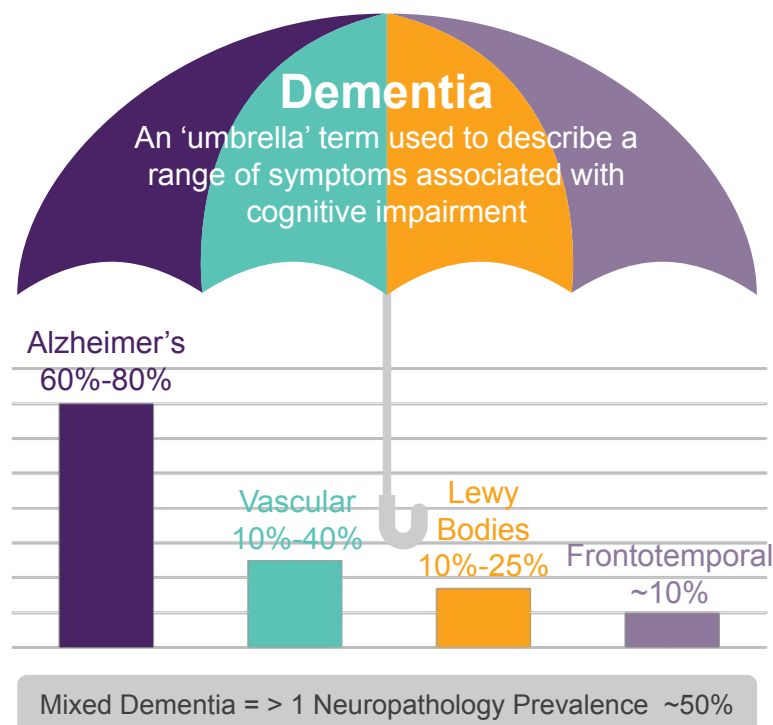 Dementia
An ‘umbrella’ term used to describe a
range of symptoms associated with
cognitive impairment
Alzheimer’s
60%-80%
Vascular
10%-40%
Lewy
Bodies
10%-25%
Frontotemporal
~10%
Mixed Dementia = > 1 Neuropathology Prevalence ~50%